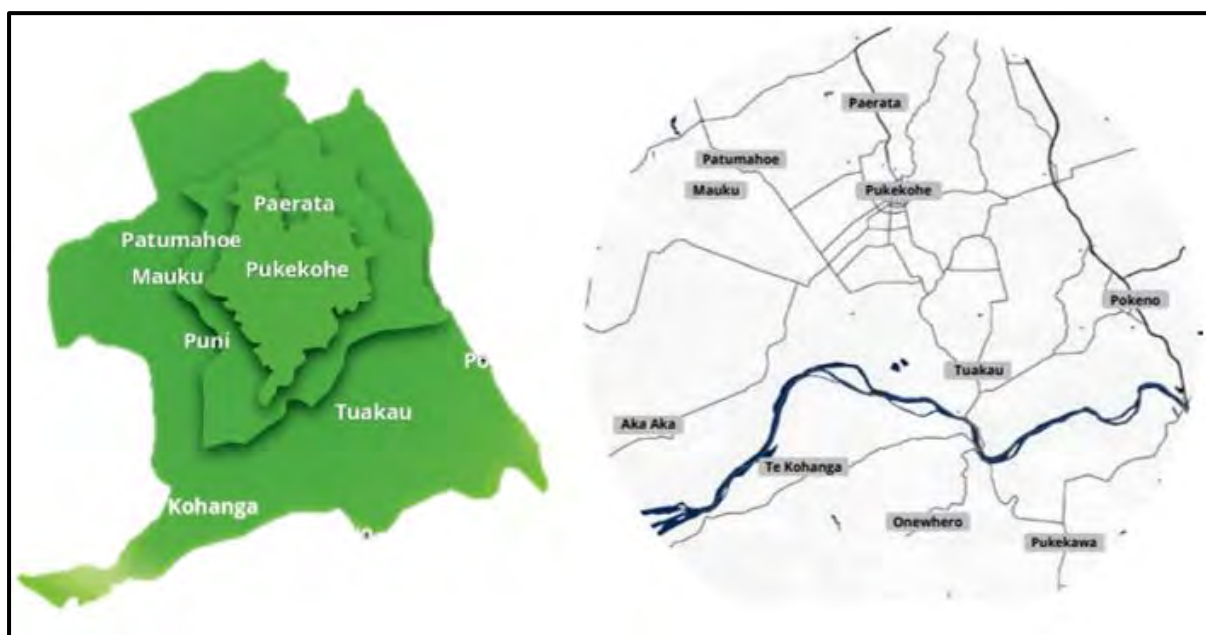 Paerata
Patumahoe
Mauku
Pukekohe
Puni
Po
Tuakau
Kohanga
Paerata
Patumahoe
Mauku
Pukekohe
Pokeno
Tuakau
Aka Aka
Te Kohanga
Onewhero
Pukekawa